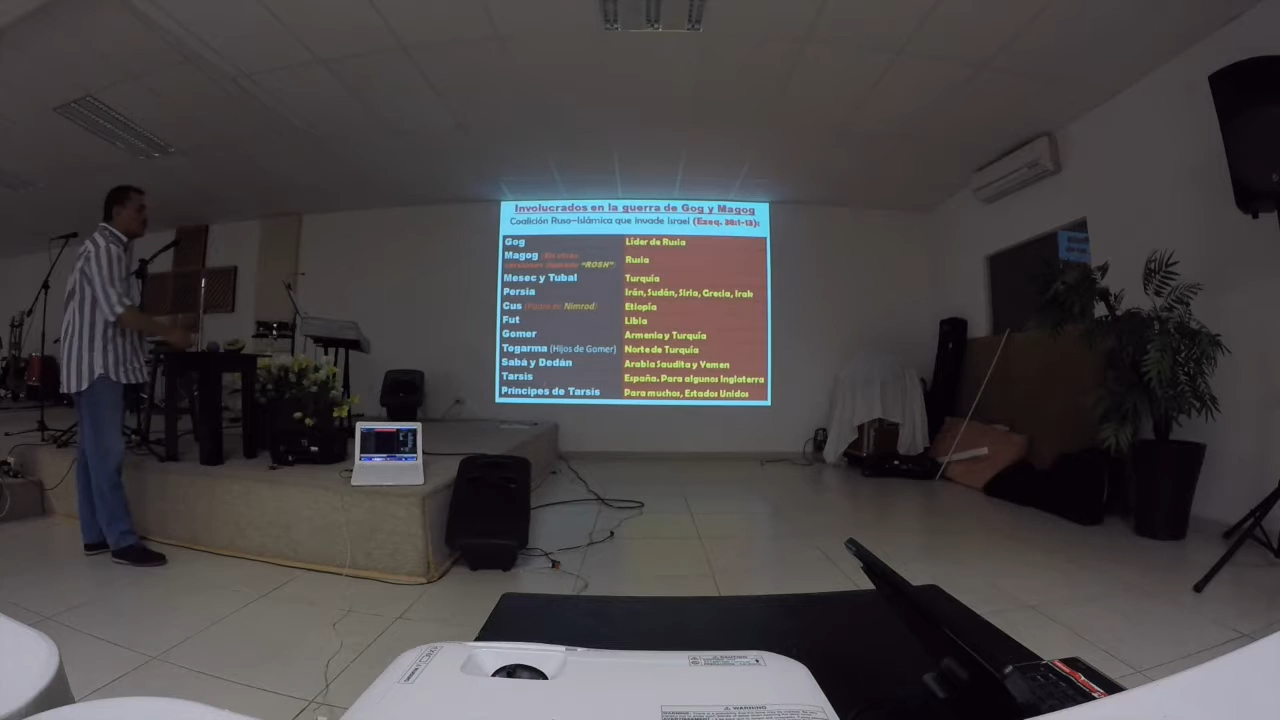 Involucrados en la guerra de Gog y Magog
Coalición Ruso-Islámica que invade Israel (Ezeq. 38:1-13):
Gog Líder de Rusia
Magog "ROSH" Rusia
Mesec y Tubal Turquía
Persia Irán, Sudán, Siria, Grecia, Irak
Cus Nimrod) Etiopía
Fut Libia
Gomer Armenia y Turquía
Togarma (Hijos de Gomer) Norte de Turquía
Sabá y Dedán Arabia Saudita y Yemen
Tarsis España. Para algunos Inglaterra
Príncipes de Tarsis Para muchos, Estados Unidos
WARNING